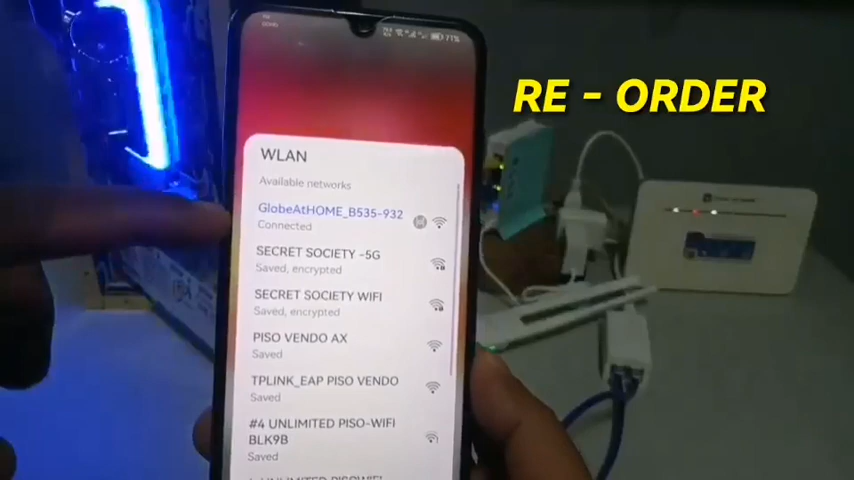 RE - ORDER
71%
WLAN
Available networks
GlobeAtHOME_B535-932
Connected
SECRET SOCIETY -5G
Saved, encrypted
SECRET SOCIETY WIFI
Saved, encrypted
PISO VENDO AX
Saved
TPLINK_EAP PISO VENDO
Saved
#4 UNLIMITED PISO-WIFI
BLK9B
Saved